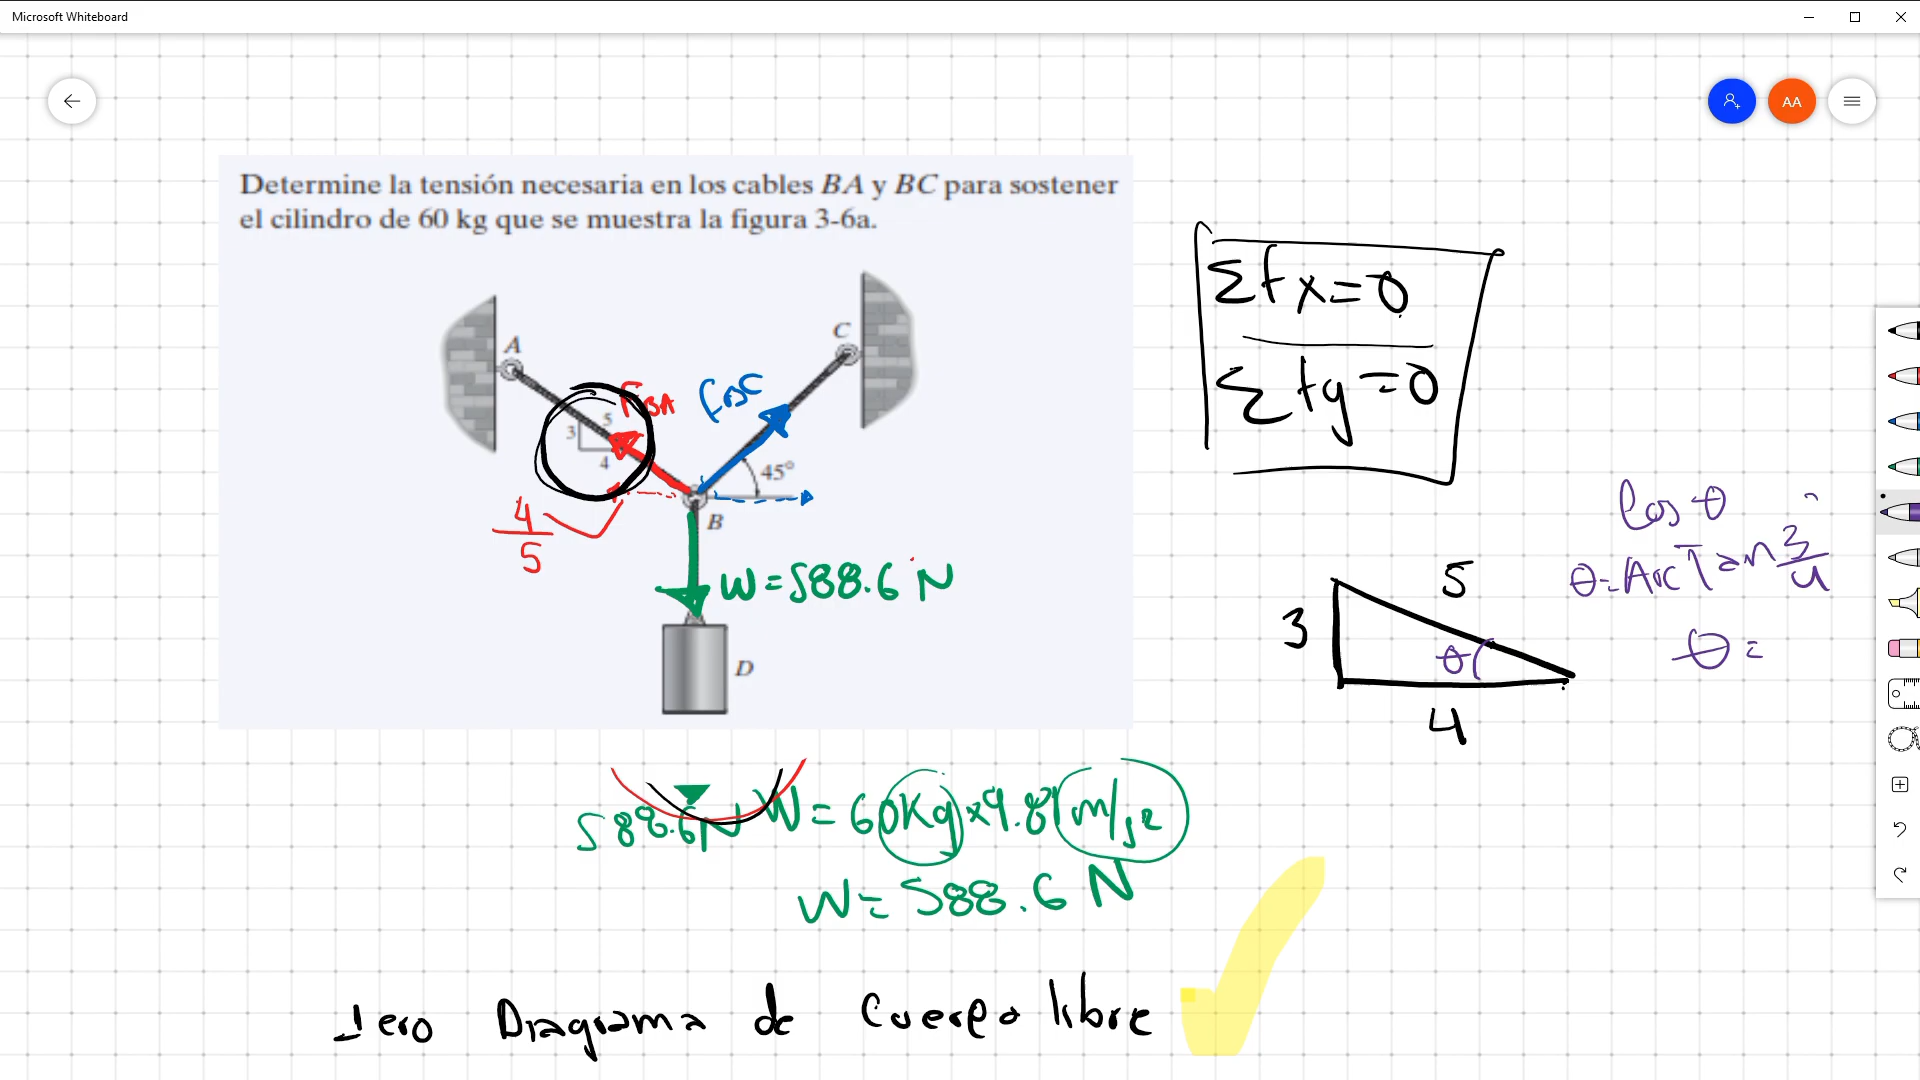 Microsoft Whiteboard
AA
Determine la tensión necesaria en los cables BA y BC para sostener
el cilindro de 60 kg que se muestra la figura 3-6a.
A
C
FBA
FBC
5
3
4
45°
B
4/5
W=588.6 N
D
Σfx=0
Σfy=0
Cos θ
θ=ArcTan 3/4
θ=
5
3
θ
4
588.6N
W=60Kg×9.81m/s2
W=588.6 N
1ero Diagrama de Cuerpo libre